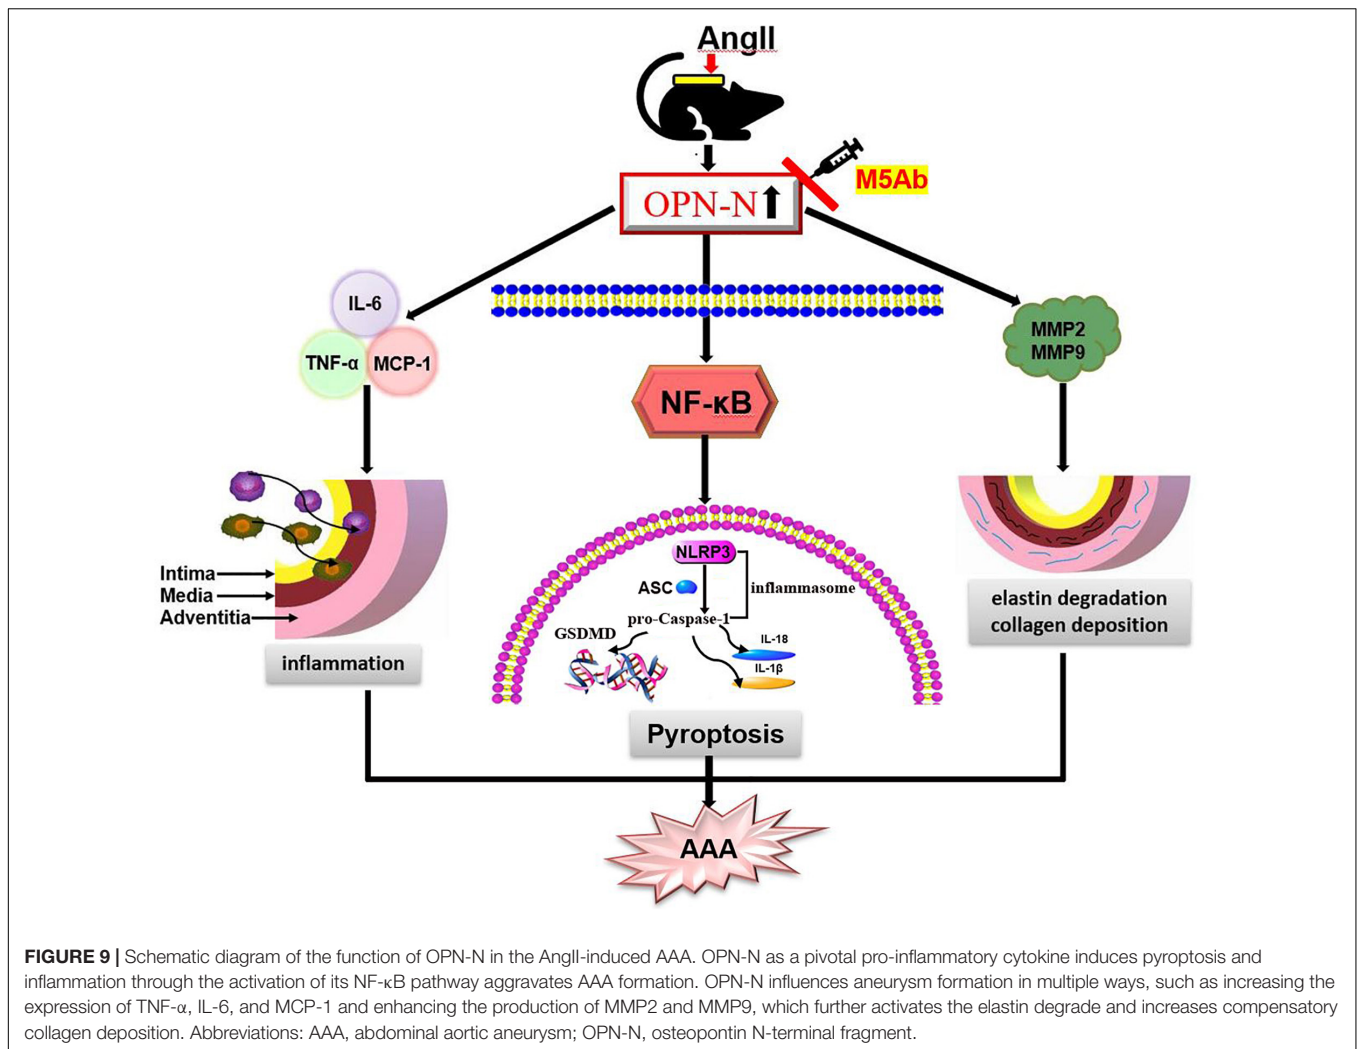 AngII
M5Ab
OPN-N
IL-6
TNF-α
MCP-1
MMP2
MMP9
NF-κB
Intima
Media
Adventitia
inflammation
NLRP3
ASC
inflammasome
pro-Caspase-1
GSDMD
IL-18
IL-1β
Pyroptosis
elastin degradation
collagen deposition
AAA
FIGURE 9 | Schematic diagram of the function of OPN-N in the AngII-induced AAA. OPN-N as a pivotal pro-inflammatory cytokine induces pyroptosis and
inflammation through the activation of its NF-κB pathway aggravates AAA formation. OPN-N influences aneurysm formation in multiple ways, such as increasing the
expression of TNF-α, IL-6, and MCP-1 and enhancing the production of MMP2 and MMP9, which further activates the elastin degrade and increases compensatory
collagen deposition. Abbreviations: AAA, abdominal aortic aneurysm; OPN-N, osteopontin N-terminal fragment.